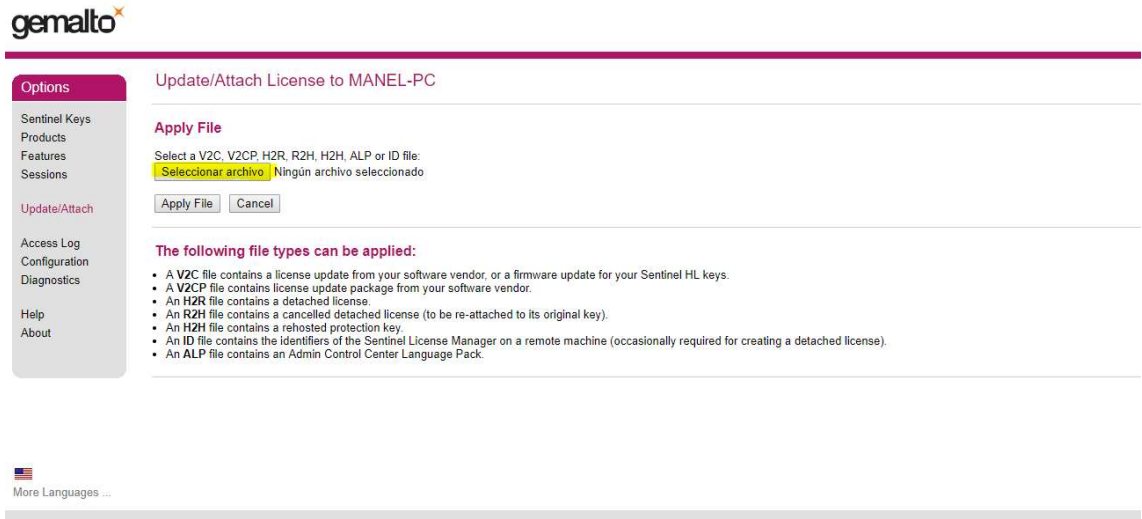 gemalto
Options
Sentinel Keys
Products
Features
Sessions
Update/Attach
Access Log
Configuration
Diagnostics
Help
About
Update/Attach License to MANEL-PC
Apply File
Select a V2C, V2CP, H2R, R2H, H2H, ALP or ID file:
Seleccionar archivo Ningún archivo seleccionado
Apply File Cancel
The following file types can be applied:
• A V2C file contains a license update from your software vendor, or a firmware update for your Sentinel HL keys.
• A V2CP file contains license update package from your software vendor.
• An H2R file contains a detached license.
• An R2H file contains a cancelled detached license (to be re-attached to its original key).
• An H2H file contains a rehosted protection key.
• An ID file contains the identifiers of the Sentinel License Manager on a remote machine (occasionally required for creating a detached license).
• An ALP file contains an Admin Control Center Language Pack.
More Languages ...